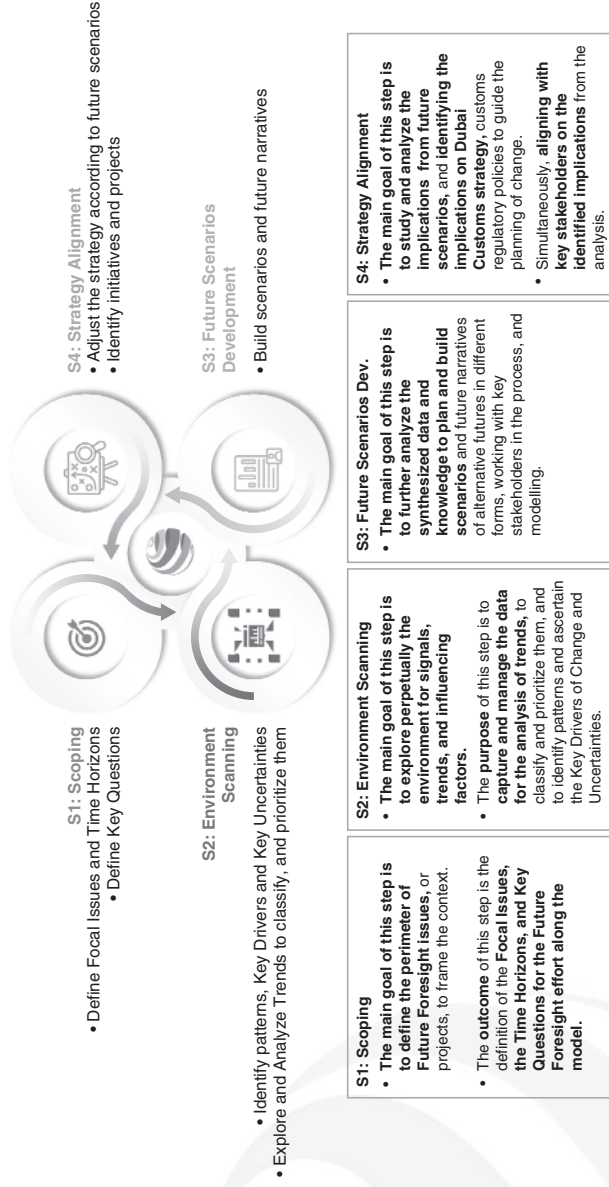 S1: Scoping
• Define Focal Issues and Time Horizons
• Define Key Questions
S2: Environment
Scanning
• Identify patterns, Key Drivers and Key Uncertainties
• Explore and Analyze Trends to classify, and prioritize them
S4: Strategy Alignment
• Adjust the strategy according to future scenarios
• Identify initiatives and projects
S3: Future Scenarios
Development
• Build scenarios and future narratives
S1: Scoping
• The main goal of this step is
to define the perimeter of
Future Foresight issues, or
projects, to frame the context.
• The outcome of this step is the
definition of the Focal Issues,
the Time Horizons, and Key
Questions for the Future
Foresight effort along the
model.
S2: Environment Scanning
• The main goal of this step is
to explore perpetually the
environment for signals,
trends, and influencing
factors.
• The purpose of this step is to
capture and manage the data
for the analysis of trends, to
classify and prioritize them, and
to identify patterns and ascertain
the Key Drivers of Change and
Uncertainties.
S3: Future Scenarios Dev.
• The main goal of this step is
to further analyze the
synthesized data and
knowledge to plan and build
scenarios and future narratives
of alternative futures in different
forms, working with key
stakeholders in the process, and
modelling.
S4: Strategy Alignment
• The main goal of this step is
to study and analyze the
implications from future
scenarios, and identifying the
implications on Dubai
Customs strategy, customs
regulatory policies to guide the
planning of change.
• Simultaneously, aligning with
key stakeholders on the
identified implications from the
analysis.